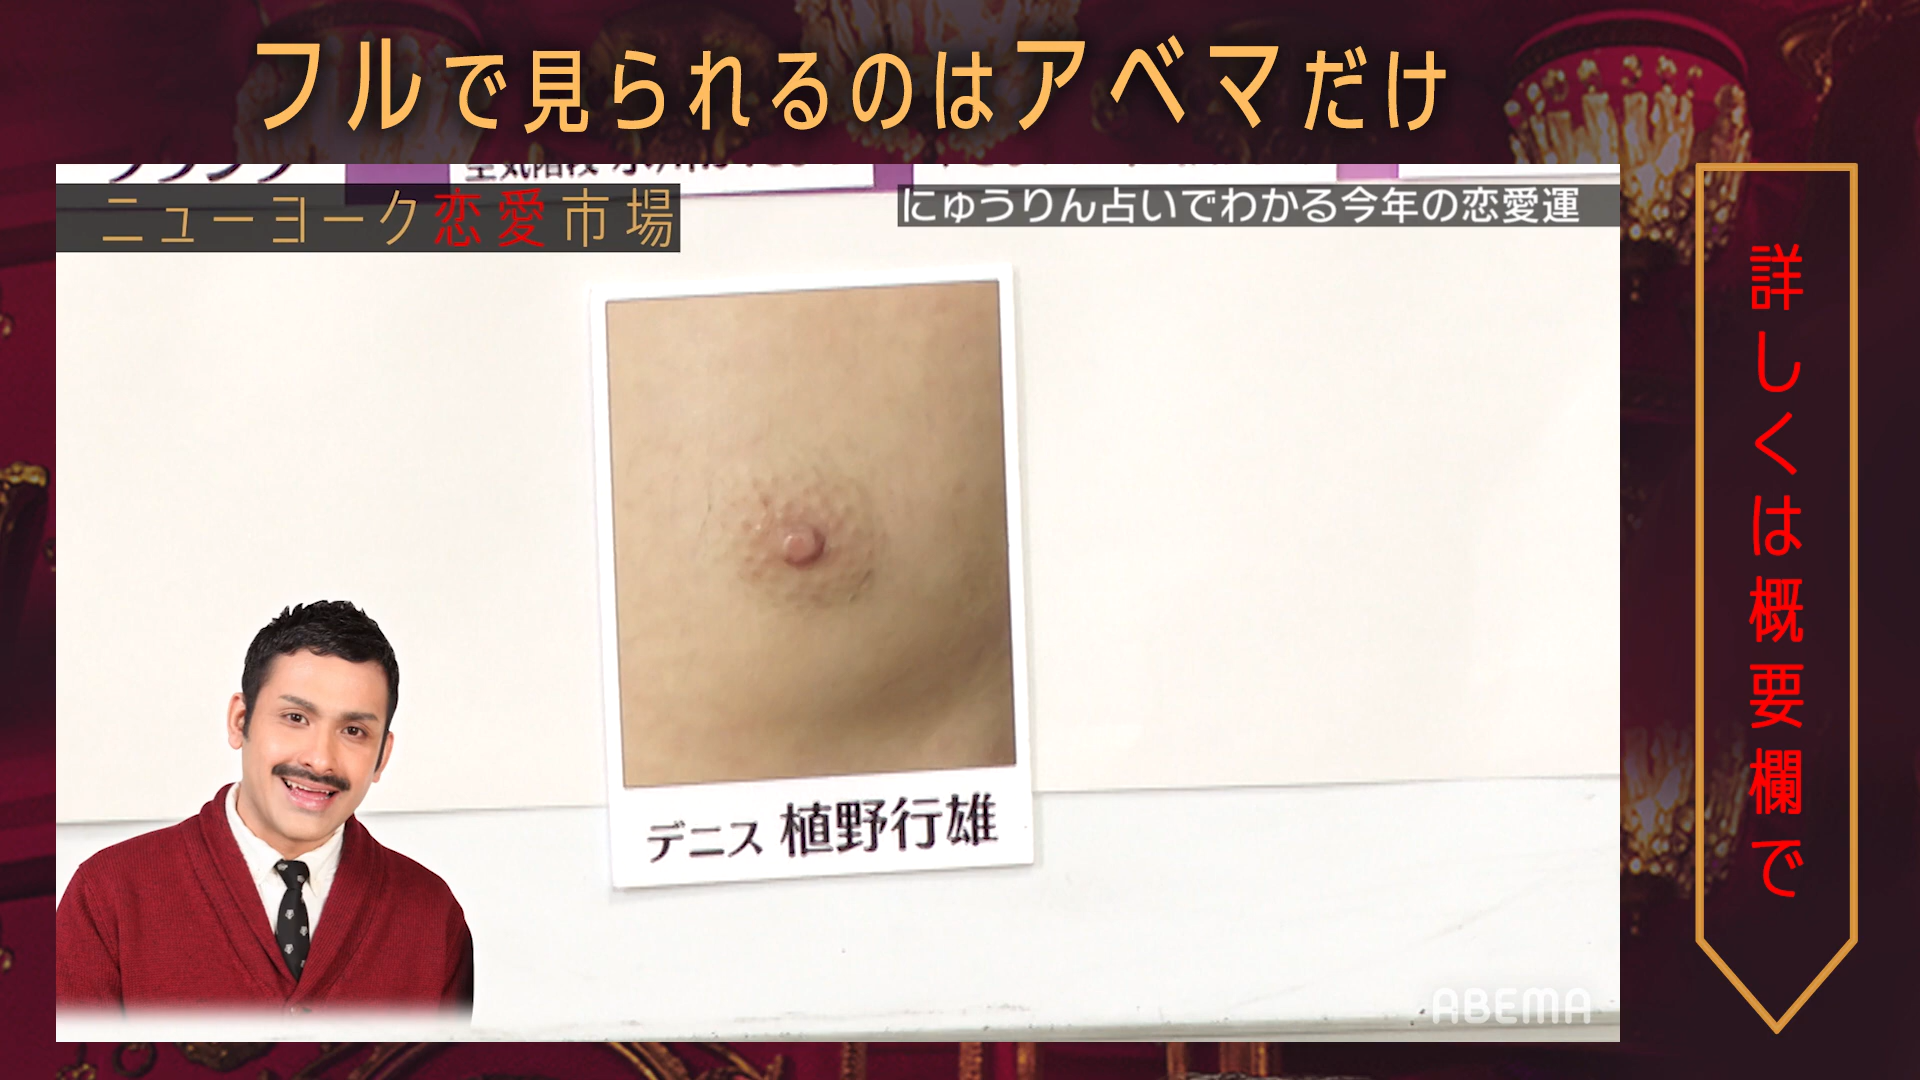 フルで見られるのはアベマだけ
ニューヨーク恋愛市場
にゅうりん占いでわかる今年の恋愛運
デニス 植野行雄
詳しくは概要欄で
ABEMA